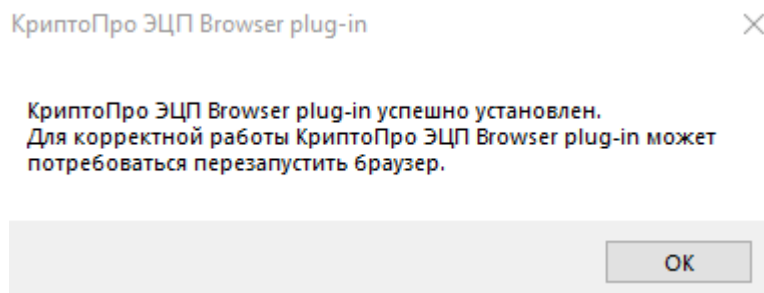 КриптоПро ЭЦП Browser plug-in
КриптоПро ЭЦП Browser plug-in успешно установлен.
Для корректной работы КриптоПро ЭЦП Browser plug-in может
потребоваться перезапустить браузер.
ОК